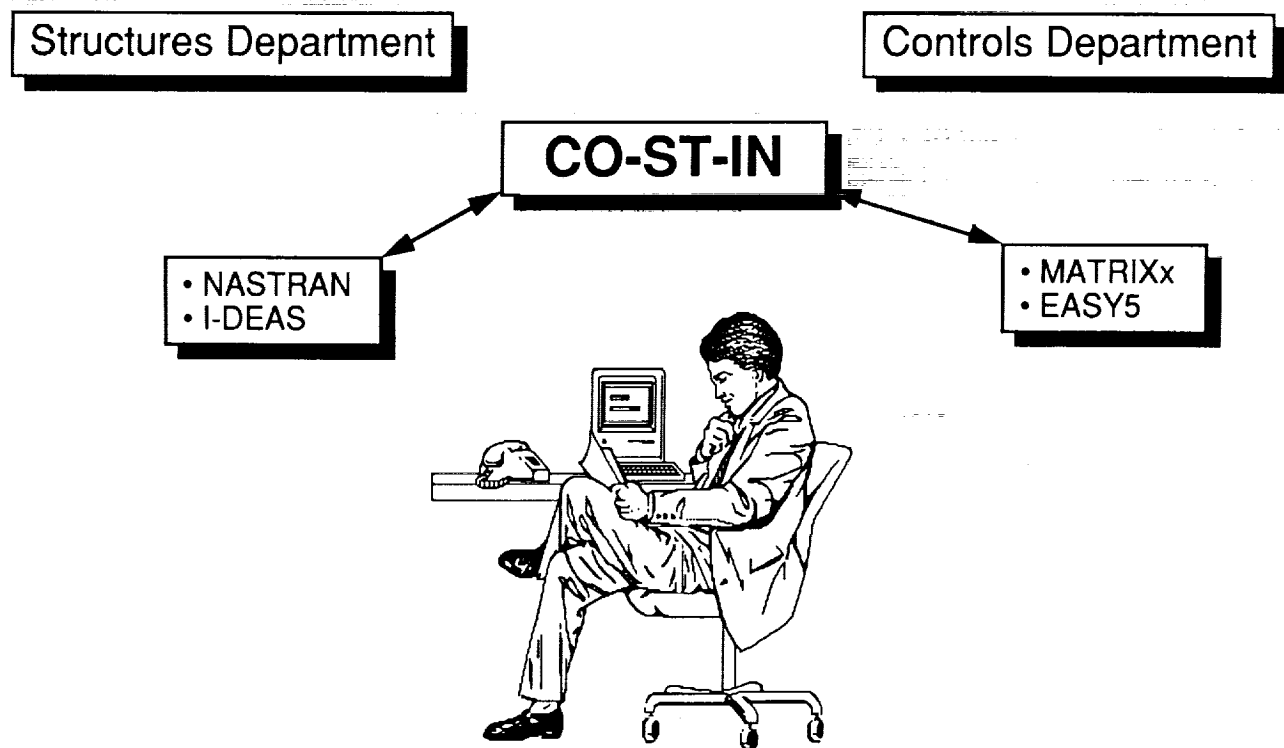 Structures Department
Controls Department
CO-ST-IN
• NASTRAN
• I-DEAS
• MATRIXx
• EASY5